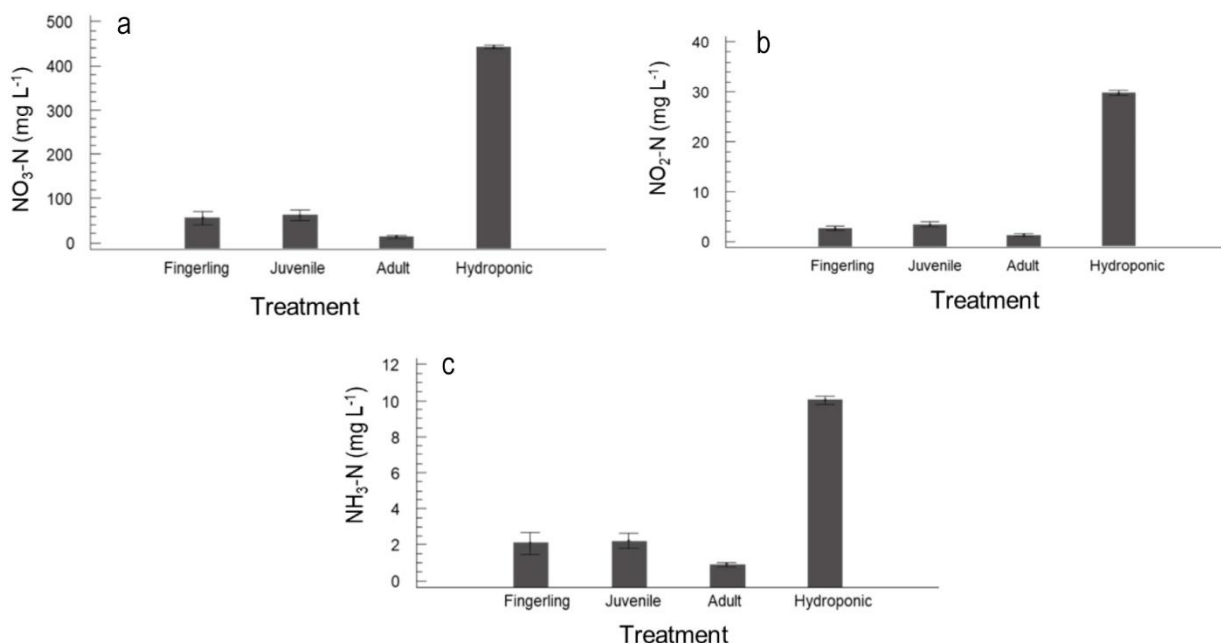 a
500
400
300
200
100
0
NO₃-N (mg L⁻¹)
Fingerling Juvenile Adult Hydroponic
Treatment
b
40
30
20
10
0
NO₂-N (mg L⁻¹)
Fingerling Juvenile Adult Hydroponic
Treatment
c
12
10
8
6
4
2
0
NH₃-N (mg L⁻¹)
Fingerling Juvenile Adult Hydroponic
Treatment